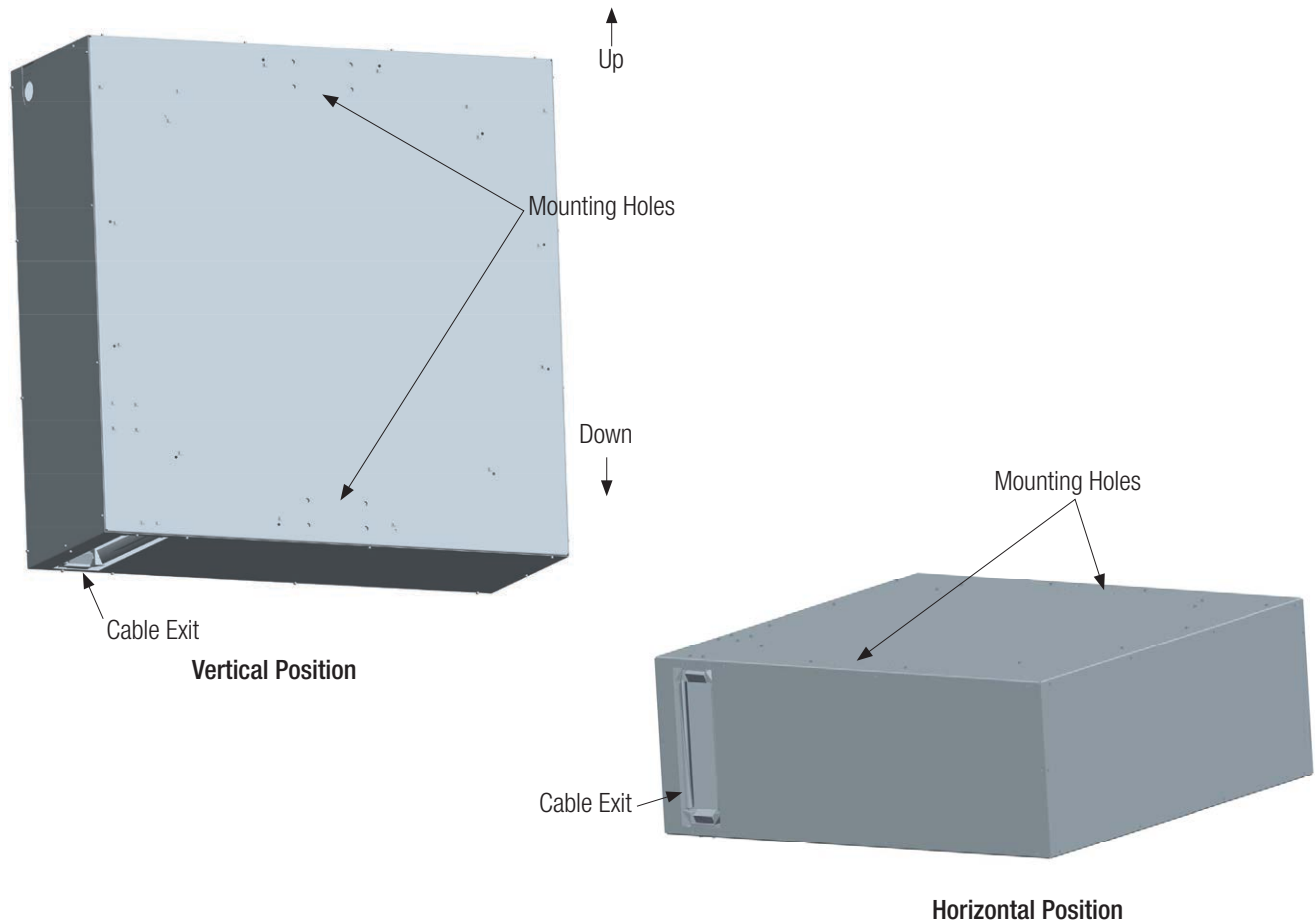 Up
Mounting Holes
Down
Cable Exit
Vertical Position
Mounting Holes
Cable Exit
Horizontal Position